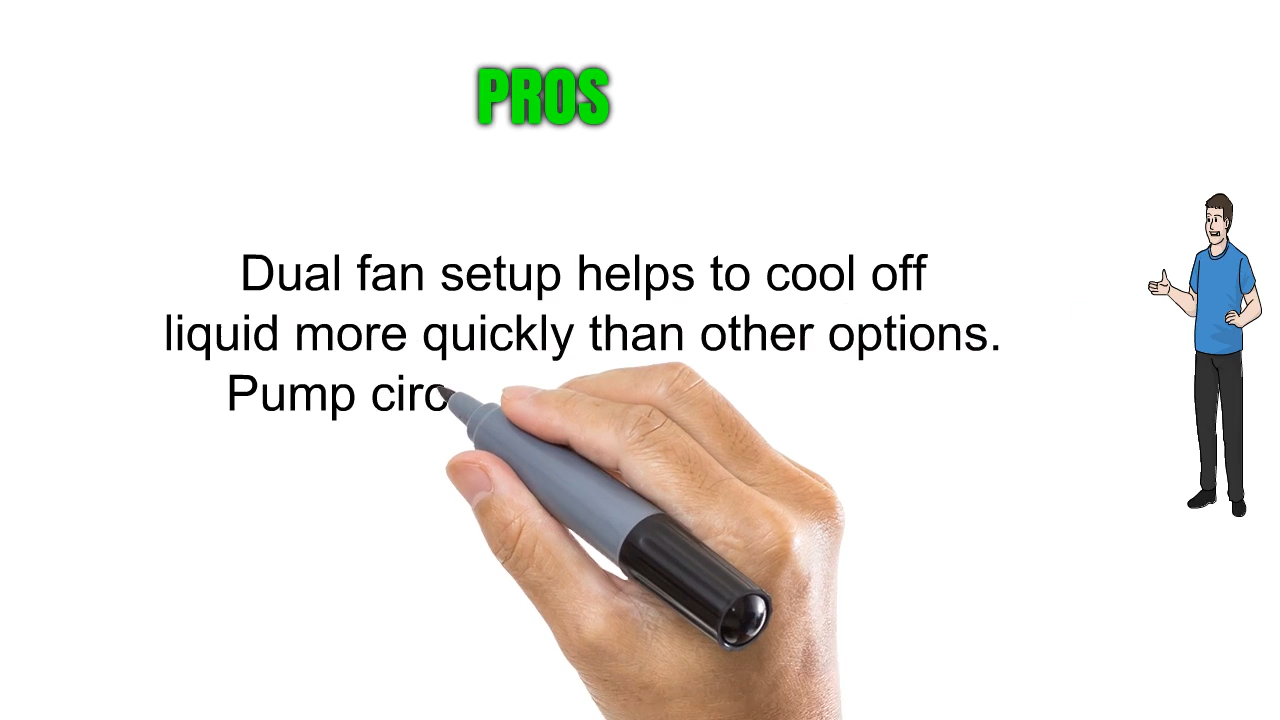 PROS
Dual fan setup helps to cool off
liquid more quickly than other options.
Pump circ